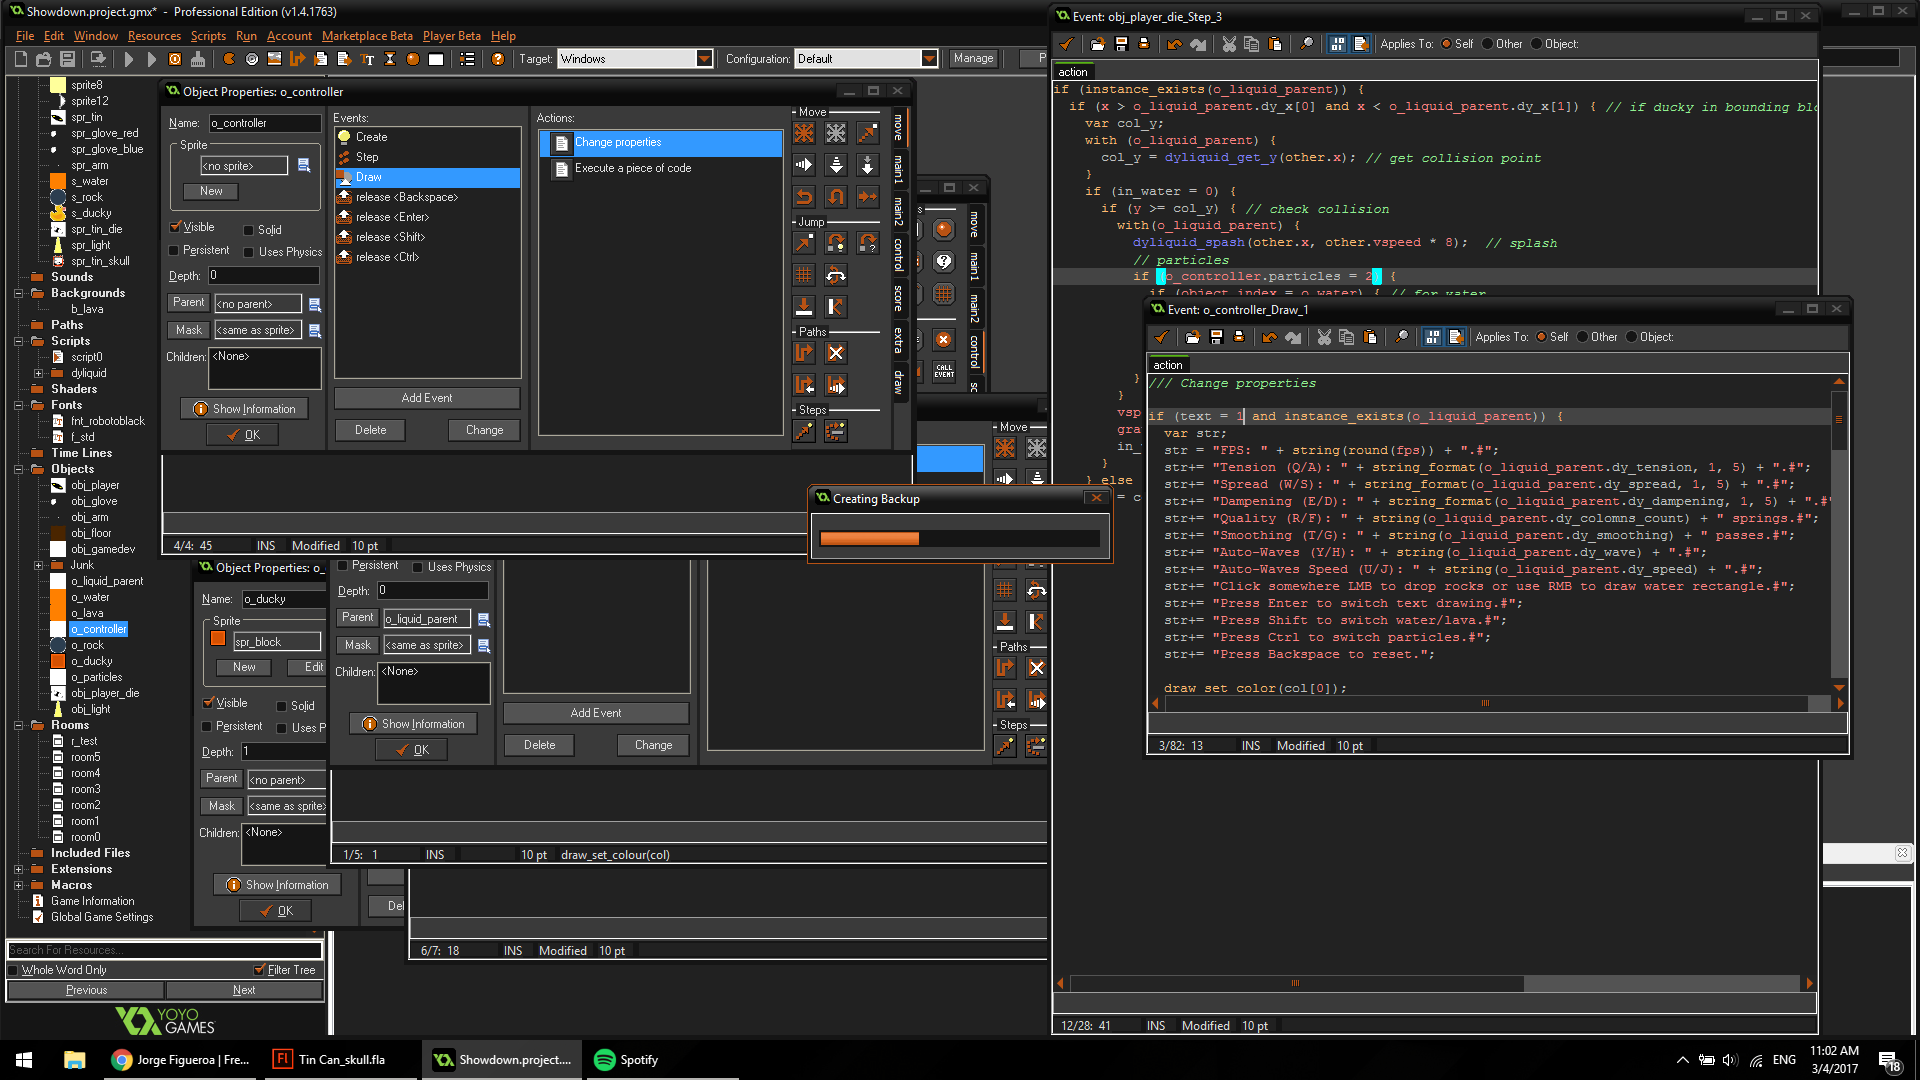 Showdown.project.gmx* - Professional Edition (v1.4.1763)
File Edit Window Resources Scripts Run Account Marketplace Beta Player Beta Help
Target: Windows
Configuration: Default
Manage
sprite8
sprite12
spr_tin
spr_glove_red
spr_glove_blue
spr_arm
s_water
s_rock
s_ducky
spr_tin_die
spr_light
spr_tin_skull
Sounds
Backgrounds
b_lava
Paths
Scripts
script0
dyliquid
Shaders
Fonts
fnt_robotoblack
f_std
Time Lines
Objects
obj_player
obj_glove
obj_arm
obj_floor
obj_gamedev
Junk
o_liquid_parent
o_water
o_lava
o_controller
o_rock
o_ducky
o_particles
obj_player_die
obj_light
Rooms
r_test
room5
room4
room3
room2
room1
room0
Included Files
Extensions
Macros
Game Information
Global Game Settings
Search For Resources...
Whole Word Only
Filter Tree
Previous
Next
YOYO
GAMES
Object Properties: o_controller
Name: o_controller
Sprite
<no sprite>
New
Visible
Solid
Persistent
Uses Physics
Depth: 0
Parent <no parent>
Mask <same as sprite>
Children: <None>
Show Information
OK
Events:
Create
Step
Draw
release <Backspace>
release <Enter>
release <Shift>
release <Ctrl>
Add Event
Delete
Change
Actions:
Change properties
Execute a piece of code
Move
Jump
Paths
Steps
move
main1
main2
control
score
extra
draw
4/4: 45 INS Modified 10 pt
move
main1
main2
control
CALL
EVENT
Creating Backup
Object Properties: o_
Name: o_ducky
Sprite
spr_block
New
Edit
Visible
Solid
Persistent
Uses P
Depth: 1
Parent <no parent>
Mask <same as sprite>
Children: <None>
Show Information
OK
Persistent
Uses Physics
Depth: 0
Parent o_liquid_parent
Mask <same as sprite>
Children: <None>
Show Information
OK
Add Event
Delete
Change
Move
Paths
Steps
1/5: 1 INS 10 pt draw_set_colour(col)
Del
6/7: 18 INS Modified 10 pt
Event: obj_player_die_Step_3
Applies To: Self Other Object:
action
if (instance_exists(o_liquid_parent)) {
if (x > o_liquid_parent.dy_x[0] and x < o_liquid_parent.dy_x[1]) { // if ducky in bounding blo
var col_y;
with (o_liquid_parent) {
col_y = dyliquid_get_y(other.x); // get collision point
}
if (in_water = 0) {
if (y >= col_y) { // check collision
with(o_liquid_parent) {
dyliquid_spash(other.x, other.vspeed * 8); // splash
// particles
if (o_controller.particles = 2) {
if (object_index = o_water) { // for water
}
}
vsp
gra
in_
}
} else
= c
12/28: 41 INS Modified 10 pt
Event: o_controller_Draw_1
Applies To: Self Other Object:
action
/// Change properties
if (text = 1 and instance_exists(o_liquid_parent)) {
var str;
str = "FPS: " + string(round(fps)) + ".#";
str+= "Tension (Q/A): " + string_format(o_liquid_parent.dy_tension, 1, 5) + ".#";
str+= "Spread (W/S): " + string_format(o_liquid_parent.dy_spread, 1, 5) + ".#";
str+= "Dampening (E/D): " + string_format(o_liquid_parent.dy_dampening, 1, 5) + ".#"
str+= "Quality (R/F): " + string(o_liquid_parent.dy_colomns_count) + " springs.#";
str+= "Smoothing (T/G): " + string(o_liquid_parent.dy_smoothing) + " passes.#";
str+= "Auto-Waves (Y/H): " + string(o_liquid_parent.dy_wave) + ".#";
str+= "Auto-Waves Speed (U/J): " + string(o_liquid_parent.dy_speed) + ".#";
str+= "Click somewhere LMB to drop rocks or use RMB to draw water rectangle.#";
str+= "Press Enter to switch text drawing.#";
str+= "Press Shift to switch water/lava.#";
str+= "Press Ctrl to switch particles.#";
str+= "Press Backspace to reset.";
draw_set_color(col[0]);
3/82: 13 INS Modified 10 pt
Jorge Figueroa | Fre...
Tin Can_skull.fla
Showdown.project....
Spotify
ENG
11:02 AM
3/4/2017
18